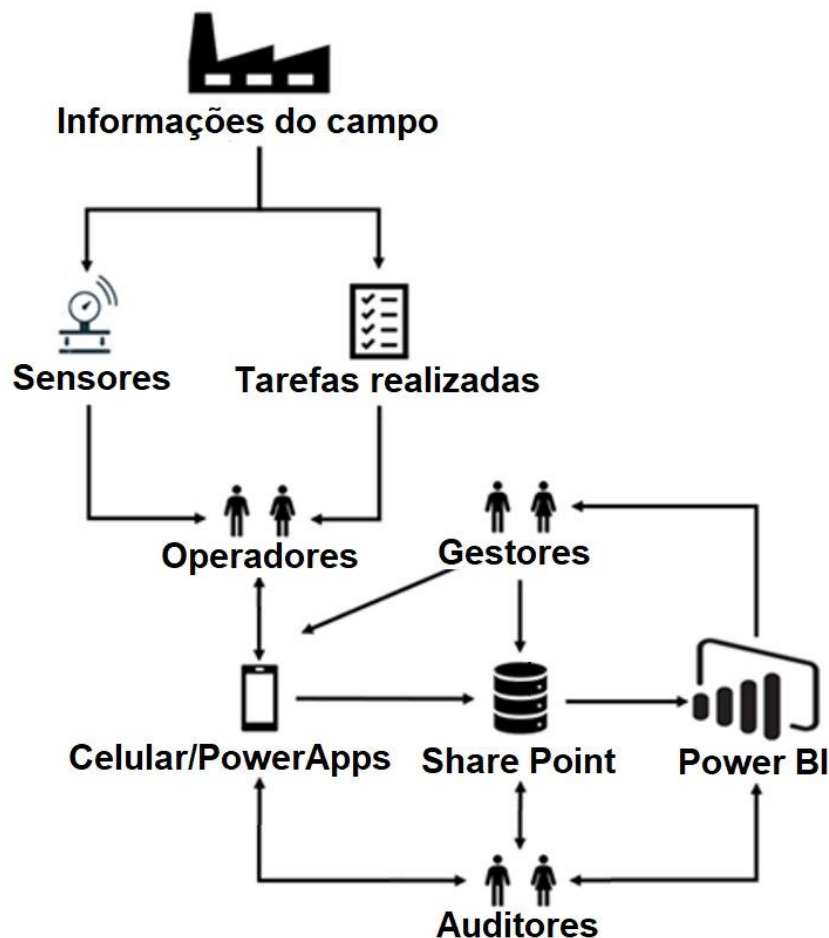 Informações do campo
Sensores
Tarefas realizadas
Operadores
Gestores
Celular/PowerApps
Share Point
Power BI
Auditores